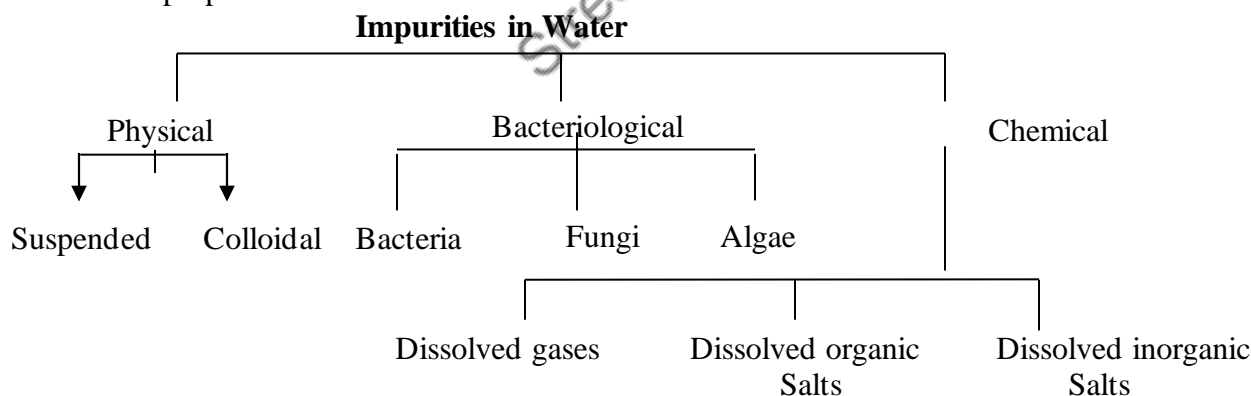 Impurities in Water
Physical Bacteriological Chemical
Suspended Colloidal Bacteria Fungi Algae
Dissolved gases Dissolved organic Dissolved inorganic
Salts Salts